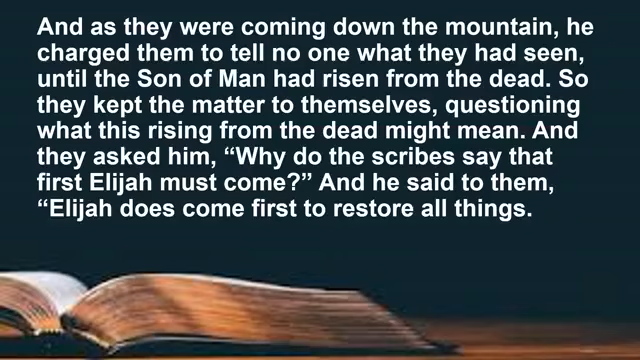 And as they were coming down the mountain, he
charged them to tell no one what they had seen,
until the Son of Man had risen from the dead. So
they kept the matter to themselves, questioning
what this rising from the dead might mean. And
they asked him, “Why do the scribes say that
first Elijah must come?” And he said to them,
“Elijah does come first to restore all things.